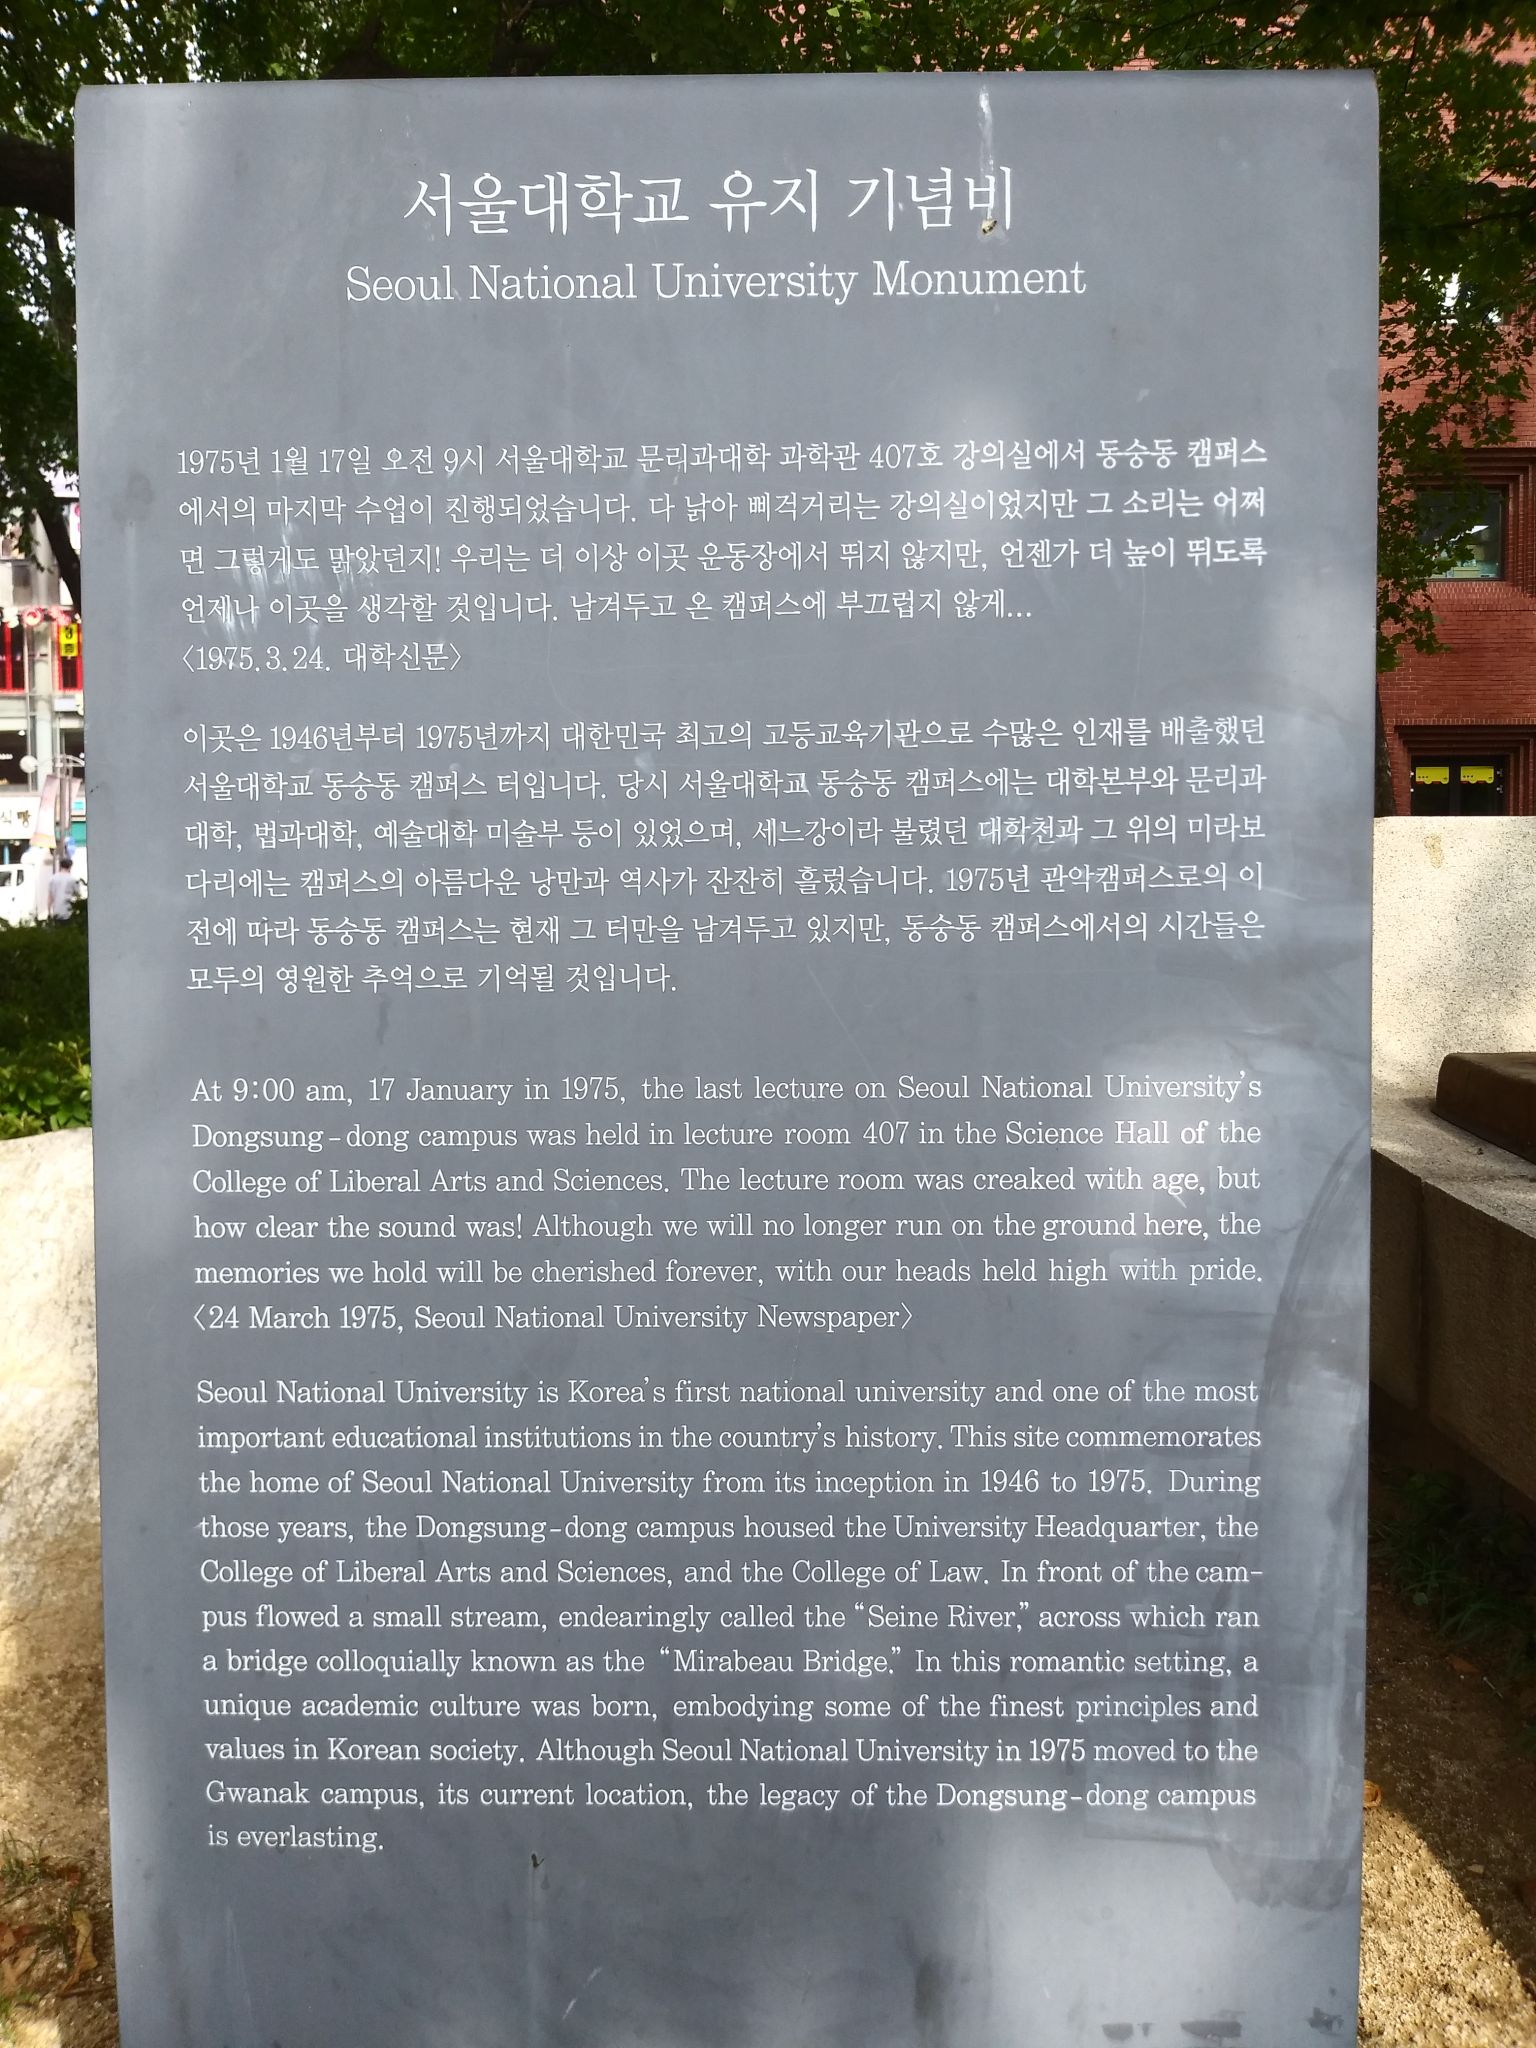 서울대학교 유지 기념비
Seoul National University Monument
1975년 1월 17일 오전 9시 서울대학교 문리과대학 과학관 407호 강의실에서 동숭동 캠퍼스
에서의 마지막 수업이 진행되었습니다. 다 낡아 삐걱거리는 강의실이었지만 그 소리는 어쩌
면 그렇게도 맑았던지! 우리는 더 이상 이곳 운동장에서 뛰지 않지만, 언젠가 더 높이 뛰도록
언제나 이곳을 생각할 것입니다. 남겨두고 온 캠퍼스에 부끄럽지 않게...
〈1975.3.24. 대학신문〉
이곳은 1946년부터 1975년까지 대한민국 최고의 고등교육기관으로 수많은 인재를 배출했던
서울대학교 동숭동 캠퍼스 터입니다. 당시 서울대학교 동숭동 캠퍼스에는 대학본부와 문리과
대학, 법과대학, 예술대학 미술부 등이 있었으며, 세느강이라 불렸던 대학천과 그 위의 미라보
다리에는 캠퍼스의 아름다운 낭만과 역사가 잔잔히 흘렀습니다. 1975년 관악캠퍼스로의 이
전에 따라 동숭동 캠퍼스는 현재 그 터만을 남겨두고 있지만, 동숭동 캠퍼스에서의 시간들은
모두의 영원한 추억으로 기억될 것입니다.
At 9:00 am, 17 January in 1975, the last lecture on Seoul National University's
Dongsung-dong campus was held in lecture room 407 in the Science Hall of the
College of Liberal Arts and Sciences. The lecture room was creaked with age, but
how clear the sound was! Although we will no longer run on the ground here, the
memories we hold will be cherished forever, with our heads held high with pride.
〈24 March 1975, Seoul National University Newspaper〉
Seoul National University is Korea's first national university and one of the most
important educational institutions in the country's history. This site commemorates
the home of Seoul National University from its inception in 1946 to 1975. During
those years, the Dongsung-dong campus housed the University Headquarter, the
College of Liberal Arts and Sciences, and the College of Law. In front of the cam-
pus flowed a small stream, endearingly called the “Seine River,” across which ran
a bridge colloquially known as the “Mirabeau Bridge.” In this romantic setting, a
unique academic culture was born, embodying some of the finest principles and
values in Korean society. Although Seoul National University in 1975 moved to the
Gwanak campus, its current location, the legacy of the Dongsung-dong campus
is everlasting.